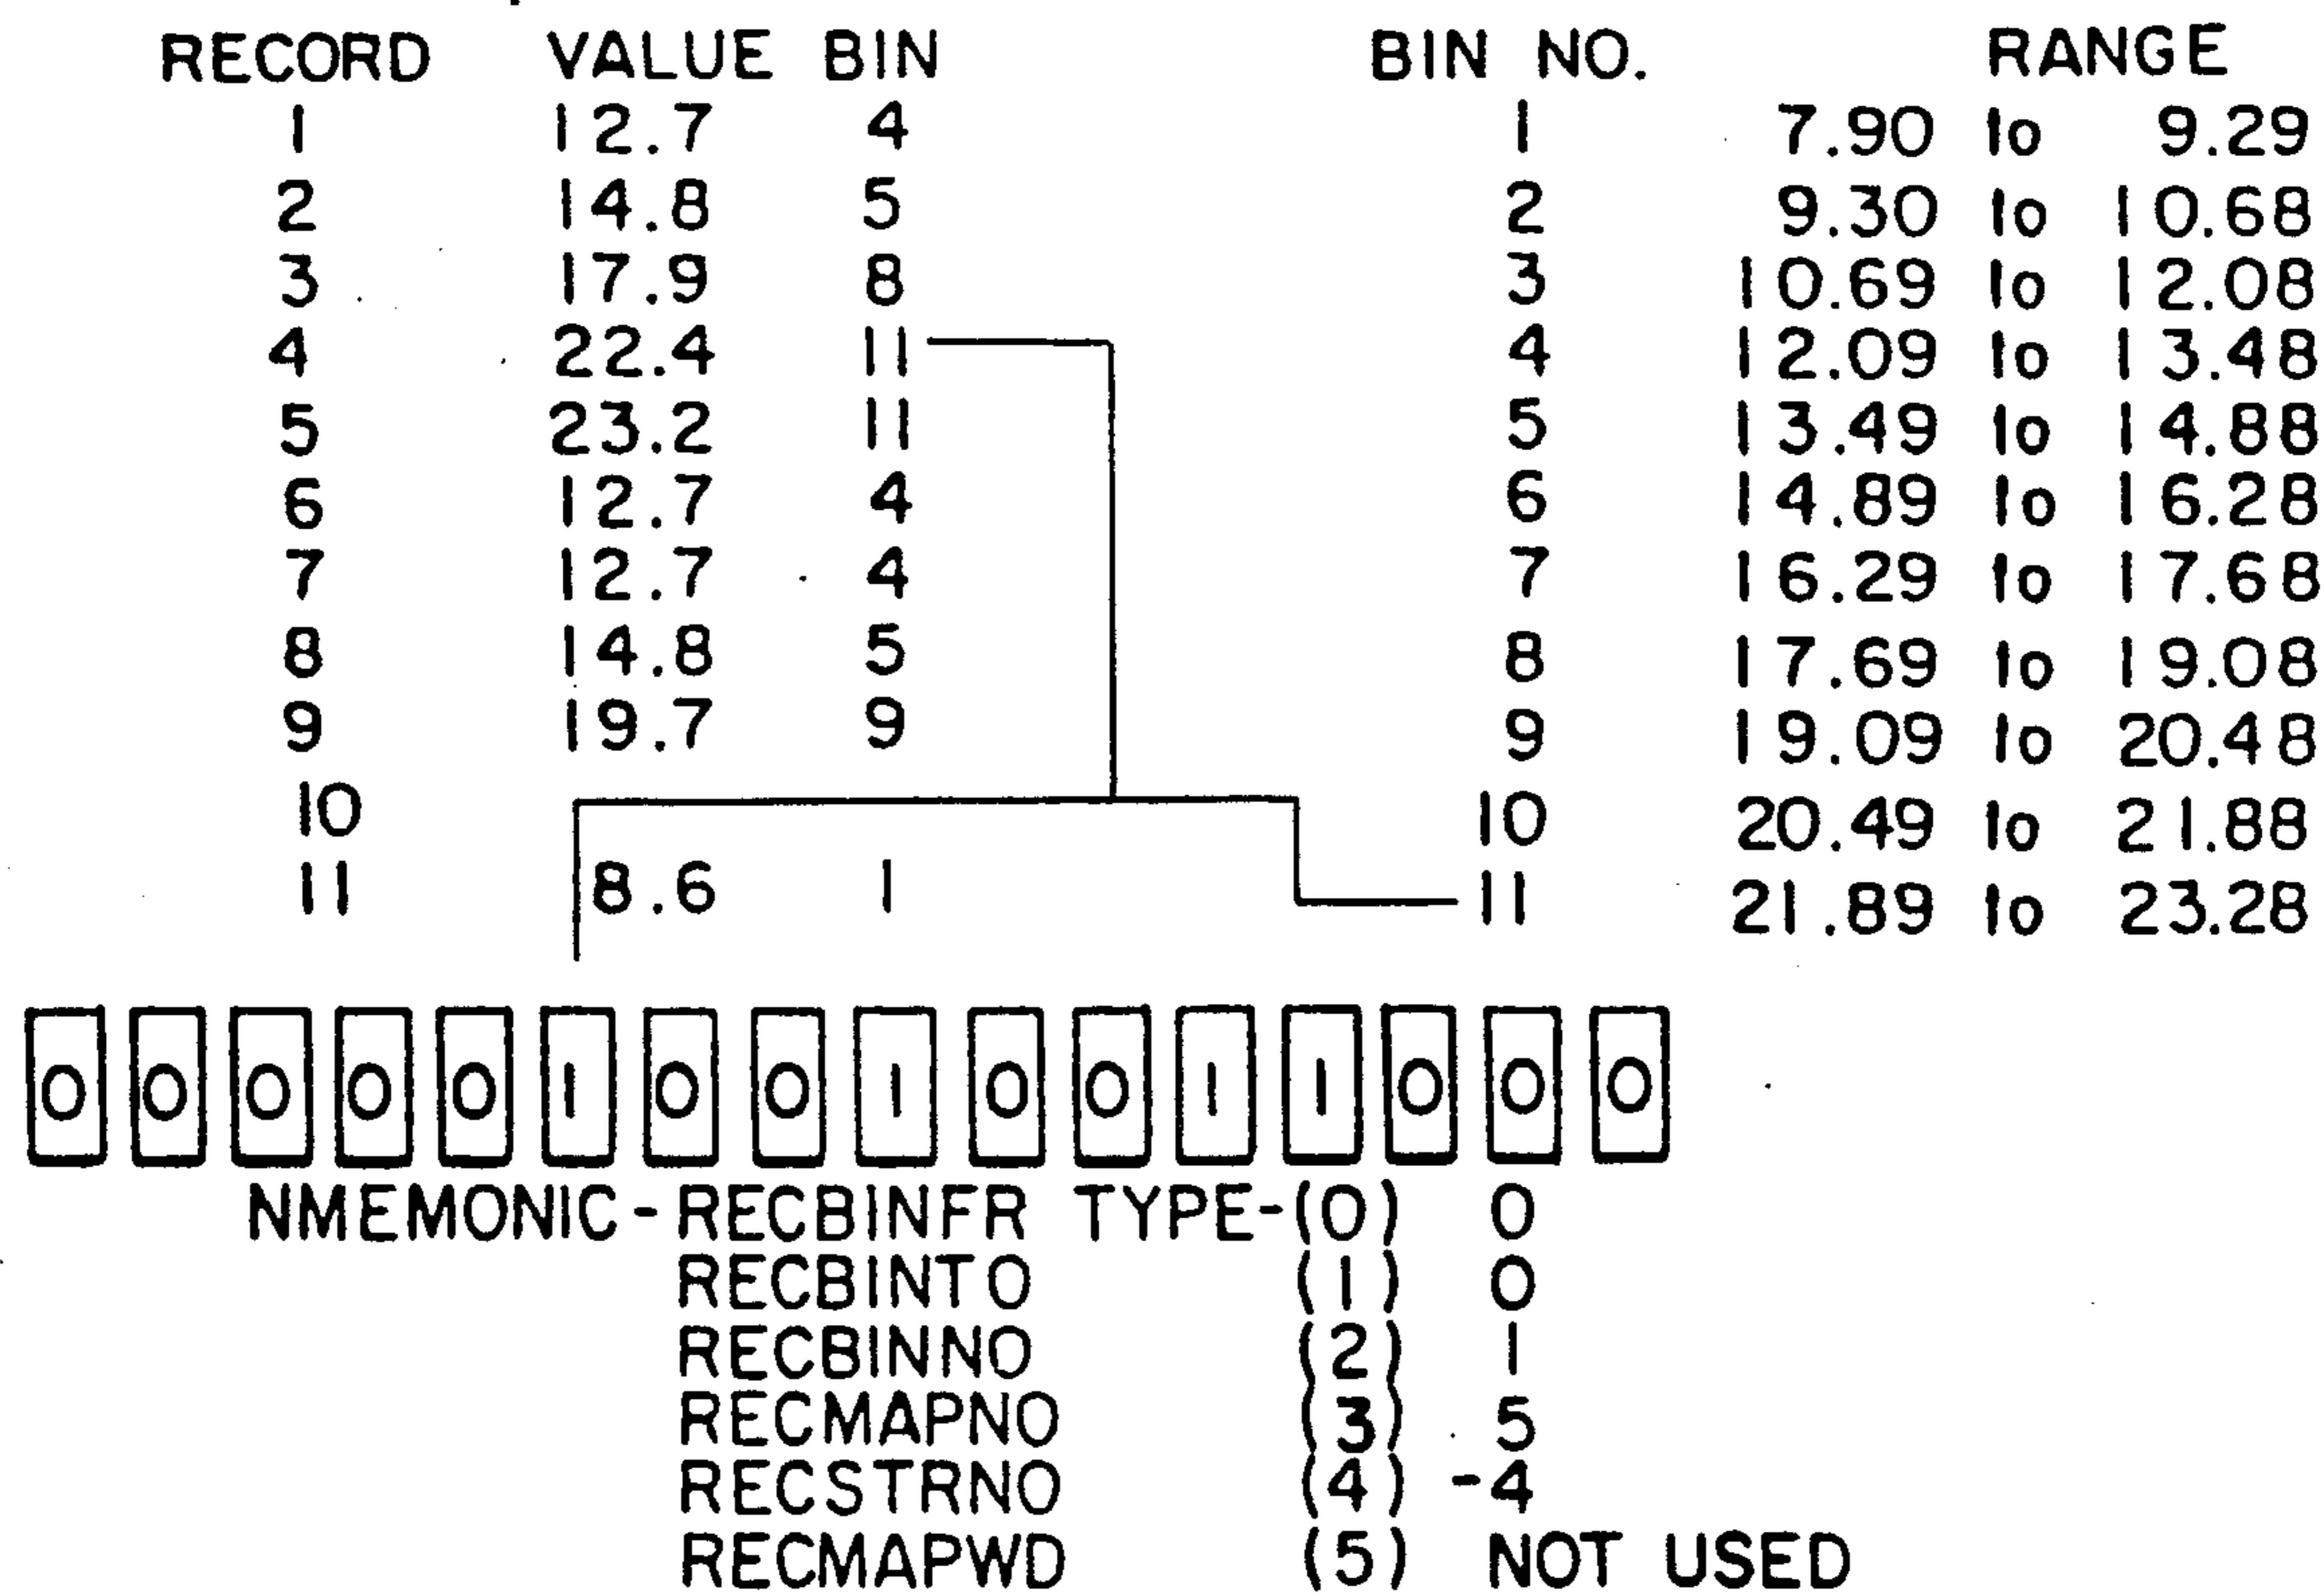 RECORD VALUE BIN BIN NO. RANGE
1 12.7 4 1 7.90 to 9.29
2 14.8 5 2 9.30 to 10.68
3 17.9 8 3 10.69 to 12.08
4 22.4 11 4 12.09 to 13.48
5 23.2 11 5 13.49 to 14.88
6 12.7 4 6 14.89 to 16.28
7 12.7 4 7 16.29 to 17.68
8 14.8 5 8 17.69 to 19.08
9 19.7 9 9 19.09 to 20.48
10 10 20.49 to 21.88
11 8.6 1 11 21.89 to 23.28
0 0 0 0 0 1 0 0 1 0 0 1 1 0 0 0
NMEMONIC-RECBINFR TYPE-(0) 0
RECBINTO (1) 0
RECBINNO (2) 1
RECMAPNO (3) 5
RECSTRNO (4) -4
RECMAPWD (5) NOT USED